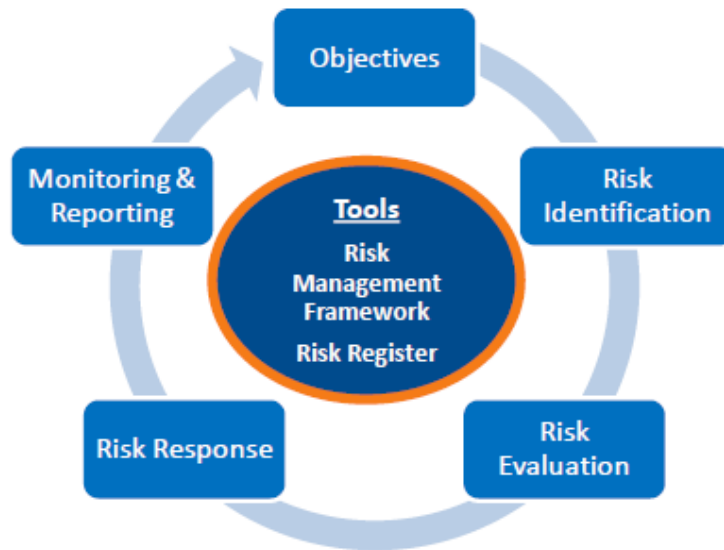 Objectives
Risk
Identification
Risk
Evaluation
Risk Response
Monitoring &
Reporting
Tools
Risk
Management
Framework
Risk Register